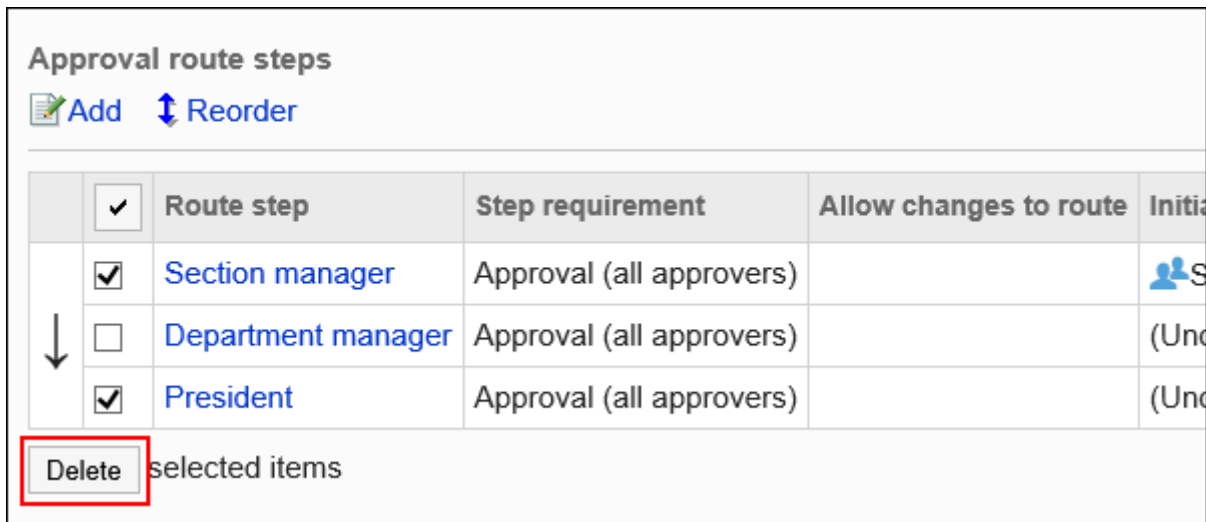 Approval route steps
Add Reorder
Route step Step requirement Allow changes to route
Section manager Approval (all approvers)
Department manager Approval (all approvers)
President Approval (all approvers)
Delete selected items